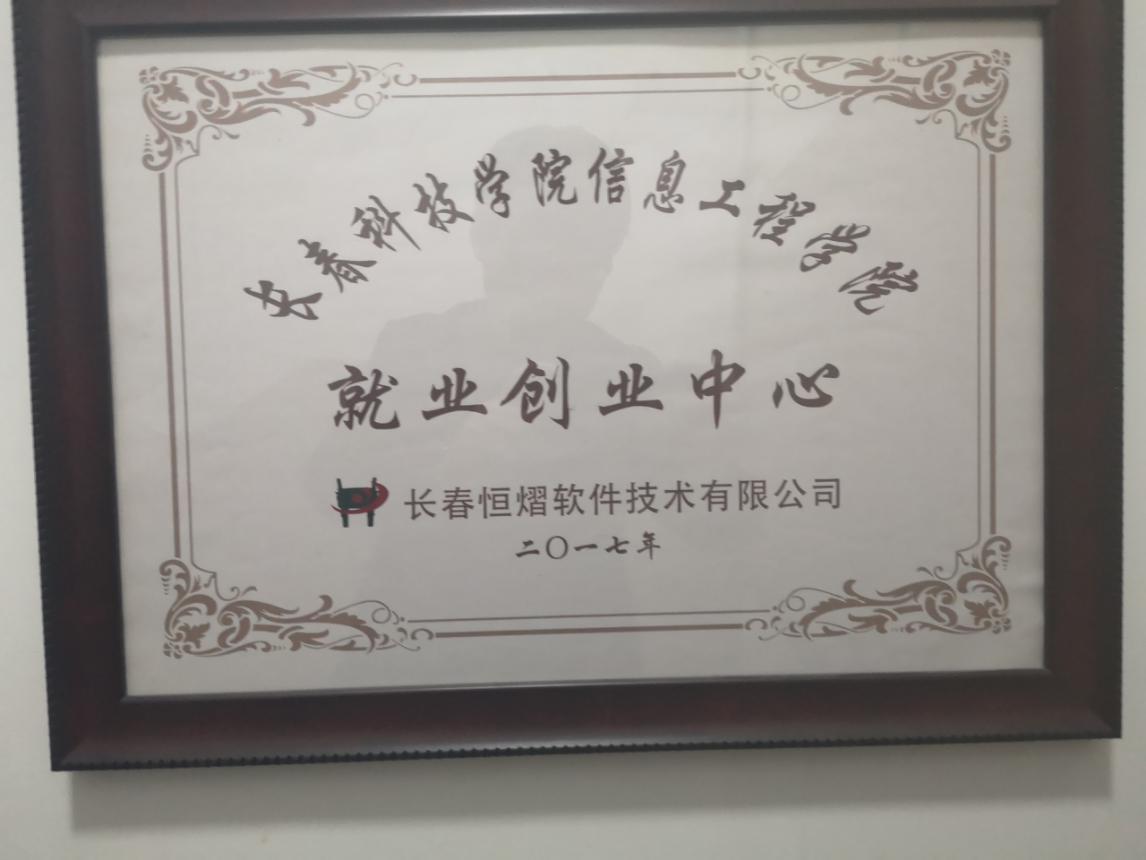 长春科技学院信息工程学院
就业创业中心
长春恒熠软件技术有限公司
二〇一七年